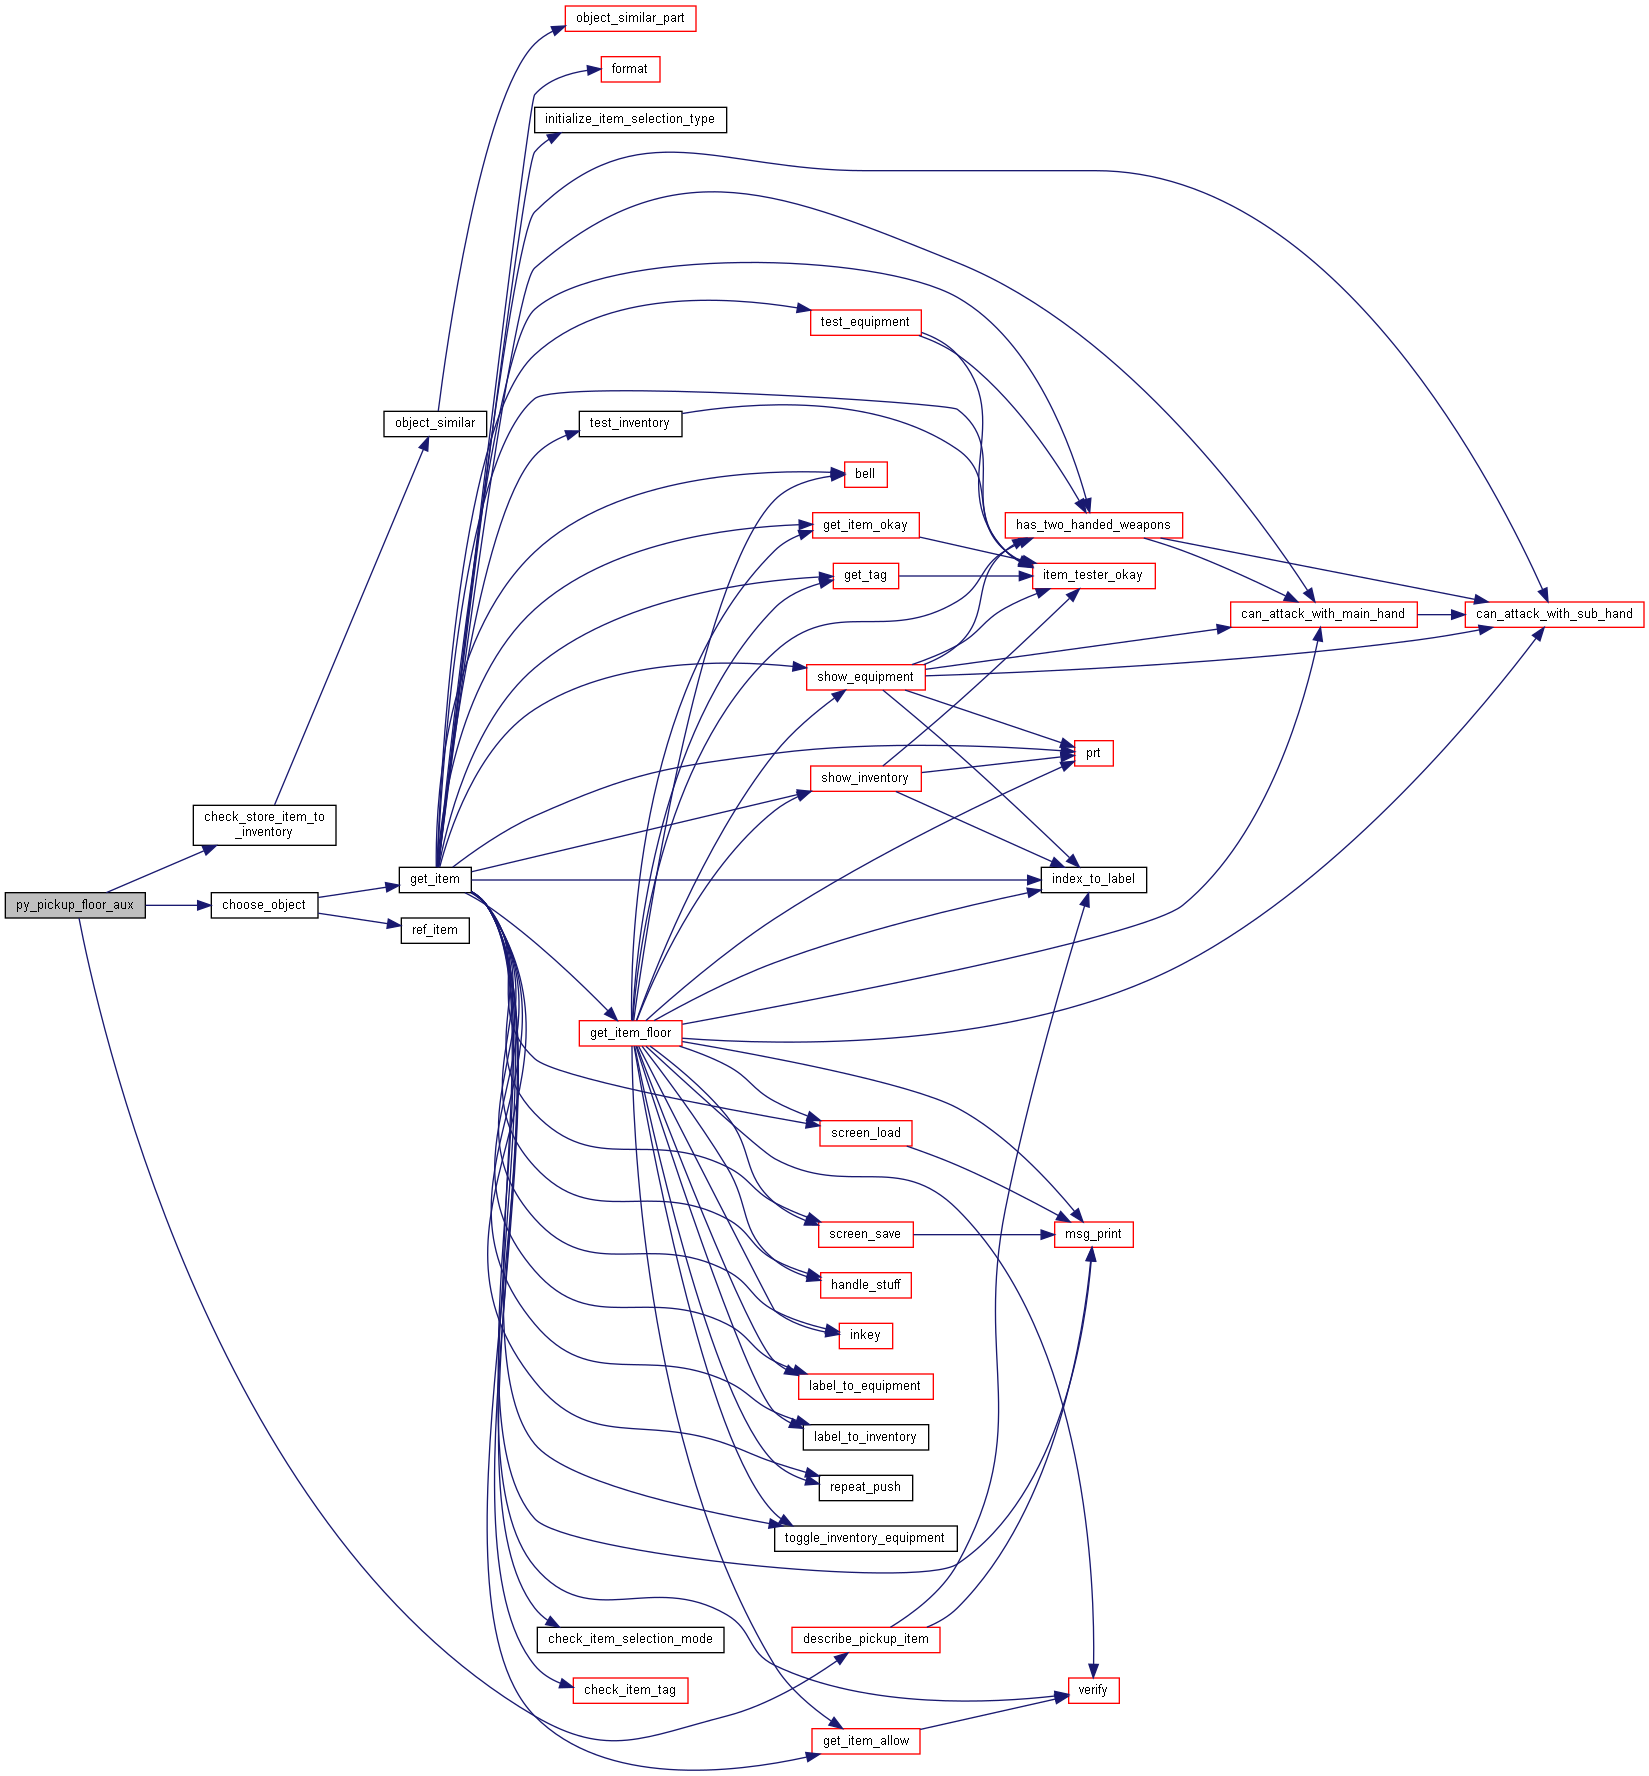 object_similar_part
format
initialize_item_selection_type
test_equipment
object_similar
test_inventory
bell
get_item_okay
has_two_handed_weapons
get_tag
item_tester_okay
can_attack_with_main_hand
can_attack_with_sub_hand
show_equipment
prt
show_inventory
check_store_item_to
_inventory
get_item
index_to_label
py_pickup_floor_aux
choose_object
ref_item
get_item_floor
screen_load
screen_save
msg_print
handle_stuff
inkey
label_to_equipment
label_to_inventory
repeat_push
toggle_inventory_equipment
check_item_selection_mode
describe_pickup_item
check_item_tag
verify
get_item_allow